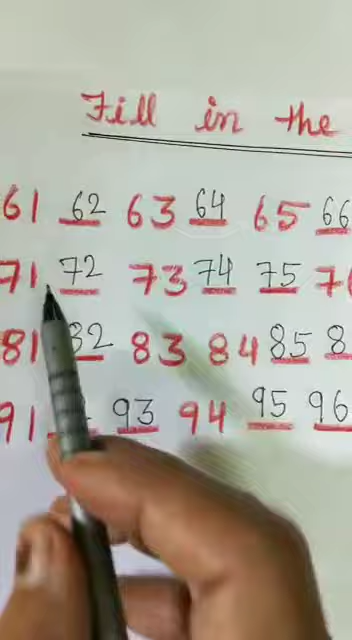 Fill in the
61 62 63 64 65 66
71 72 73 74 75
81 82 83 84 85
91 93 94 95 96